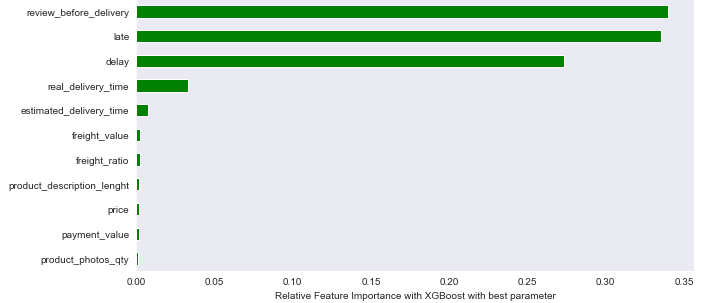 review_before_delivery
late
delay
real_delivery_time
estimated_delivery_time
freight_value
freight_ratio
product_description_lenght
price
payment_value
product_photos_qty
0.00 0.05 0.10 0.15 0.20 0.25 0.30 0.35
Relative Feature Importance with XGBoost with best parameter